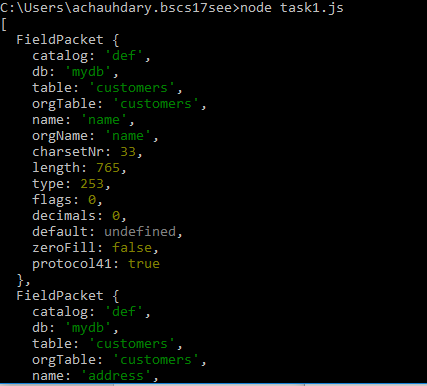 C:\Users\achauhdary.bscs17see>node task1.js
[
  FieldPacket {
    catalog: 'def',
    db: 'mydb',
    table: 'customers',
    orgTable: 'customers',
    name: 'name',
    orgName: 'name',
    charsetNr: 33,
    length: 765,
    type: 253,
    flags: 0,
    decimals: 0,
    default: undefined,
    zeroFill: false,
    protocol41: true
  },
  FieldPacket {
    catalog: 'def',
    db: 'mydb',
    table: 'customers',
    orgTable: 'customers',
    name: 'address',